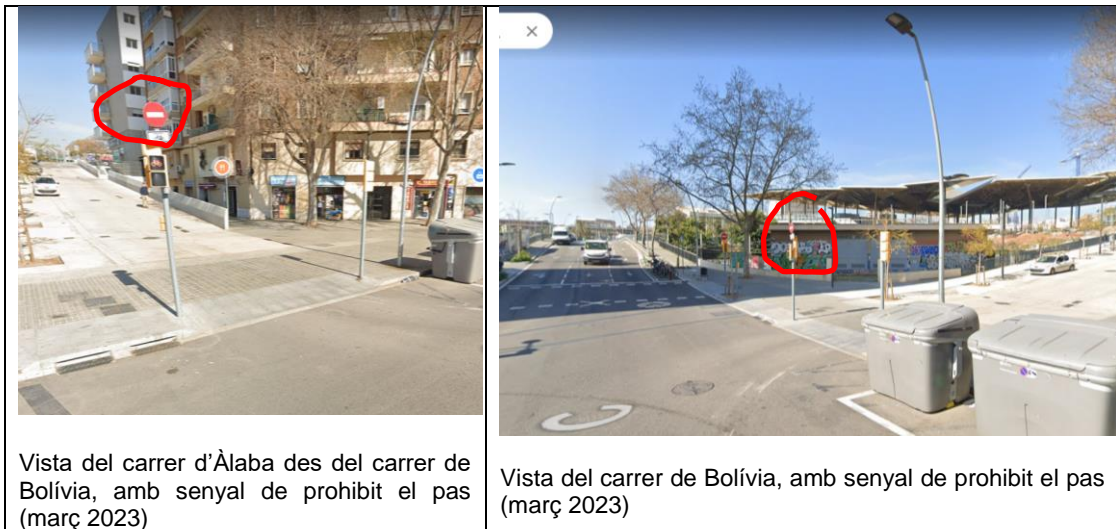 Vista del carrer d'Àlaba des del carrer de
Bolívia, amb senyal de prohibit el pas
(març 2023)
Vista del carrer de Bolívia, amb senyal de prohibit el pas
(març 2023)